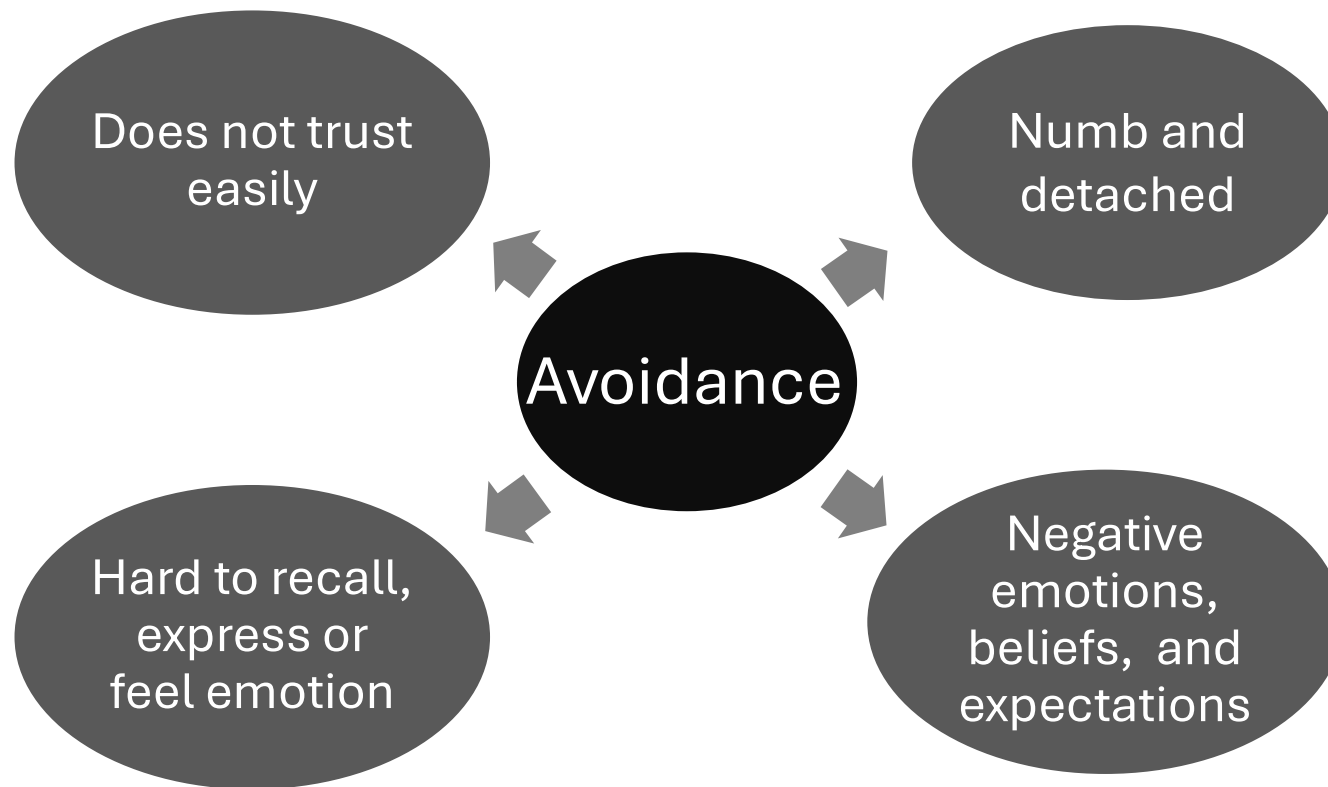 Does not trust
easily
Numb and
detached
Avoidance
Hard to recall,
express or
feel emotion
Negative
emotions,
beliefs,  and
expectations